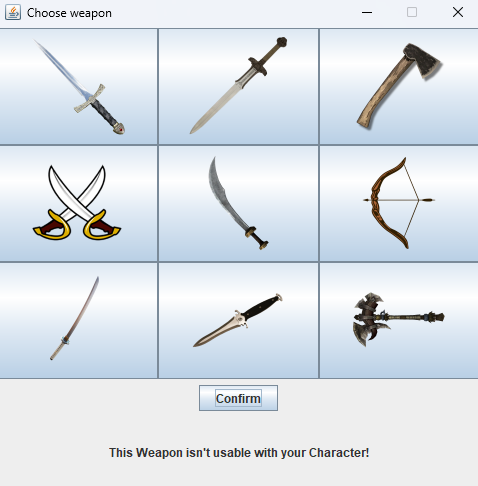 Choose weapon
Confirm
This Weapon isn't usable with your Character!